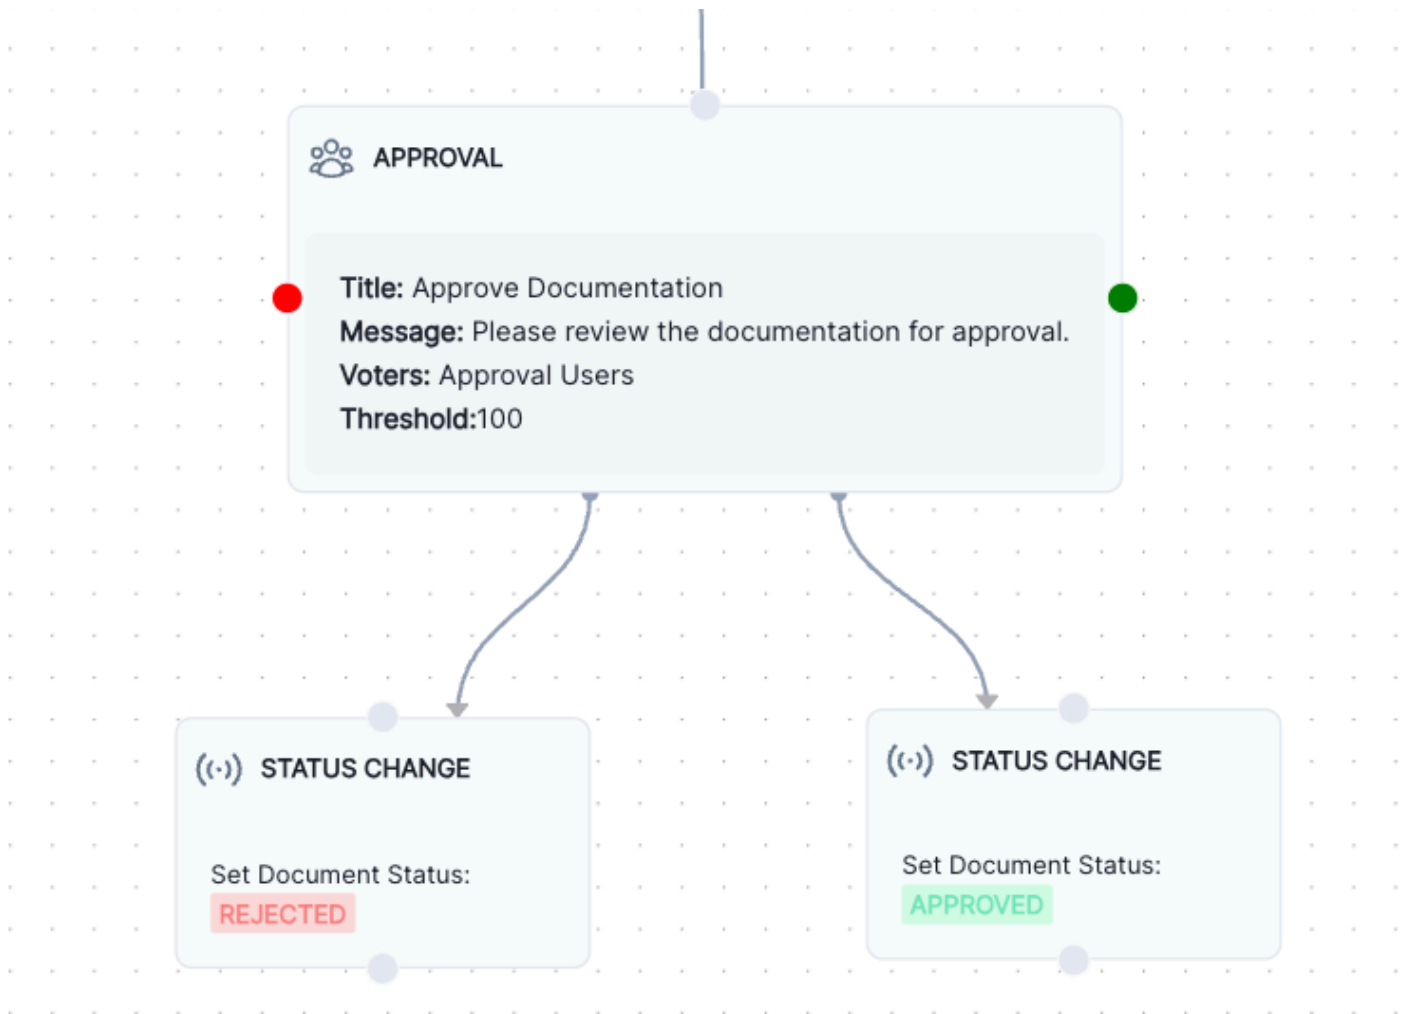 APPROVAL
Title: Approve Documentation
Message: Please review the documentation for approval.
Voters: Approval Users
Threshold:100
STATUS CHANGE
Set Document Status:
REJECTED
STATUS CHANGE
Set Document Status:
APPROVED